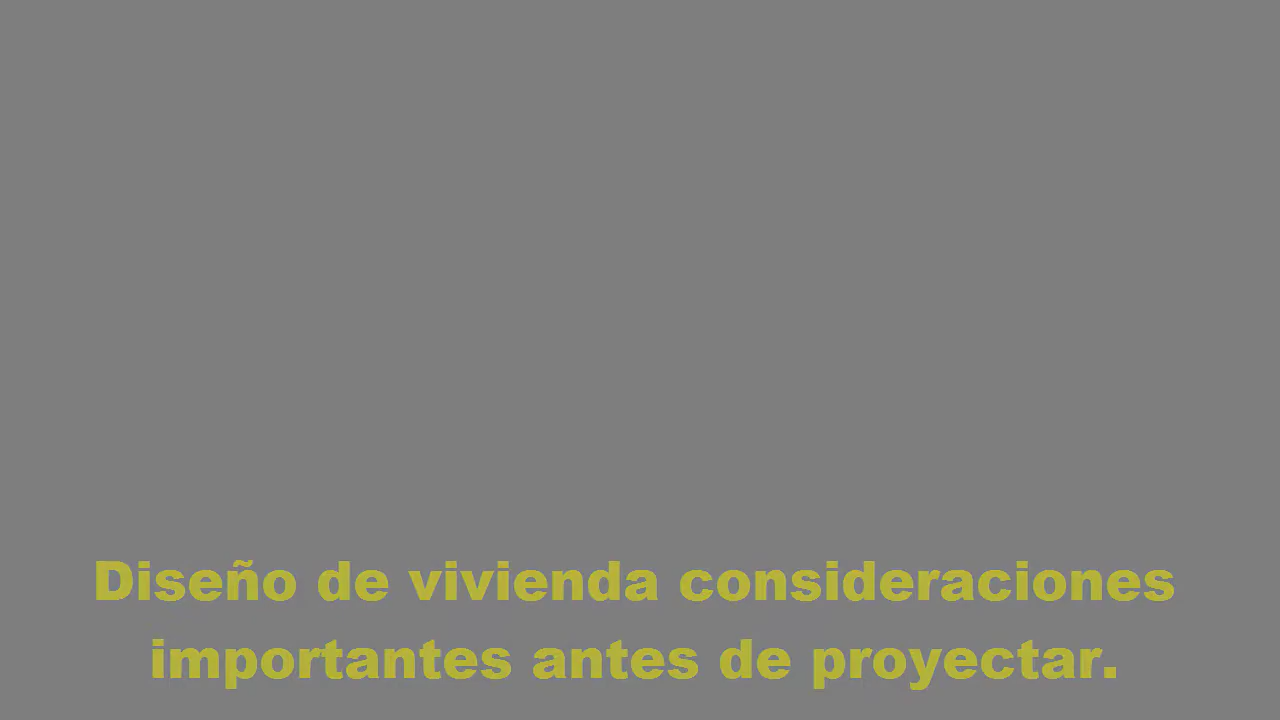 Diseño de vivienda consideraciones
importantes antes de proyectar.